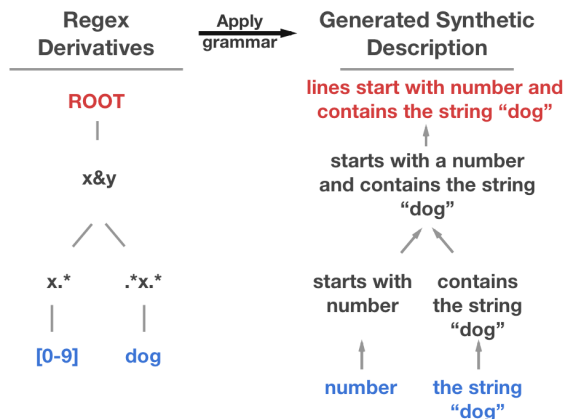 Regex
Derivatives
Apply
grammar
Generated Synthetic
Description
ROOT
x&y
x.*
.*x.*
[0-9]
dog
lines start with number and
contains the string “dog”
starts with a number
and contains the string
“dog”
starts with
number
contains
the string
“dog”
number
the string
“dog”